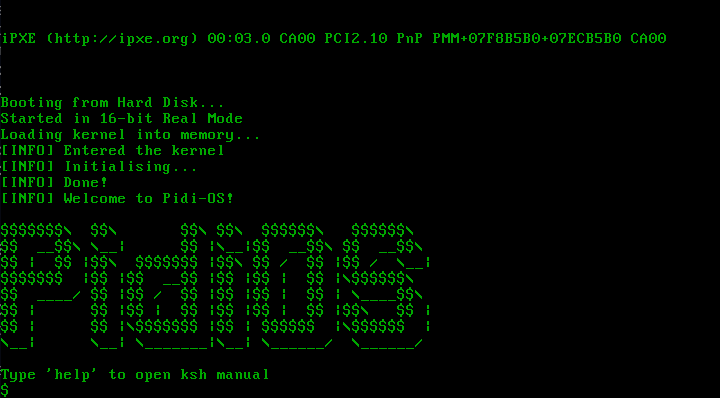 iPXE (http://ipxe.org) 00:03.0 CA00 PCI2.10 PnP PMM+07F8B5B0+07ECB5B0 CA00
Booting from Hard Disk...
Started in 16-bit Real Mode
Loading kernel into memory...
[INFO] Entered the kernel
[INFO] Initialising...
[INFO] Done!
[INFO] Welcome to Pidi-OS!
PidiOS
Type 'help' to open ksh manual
$